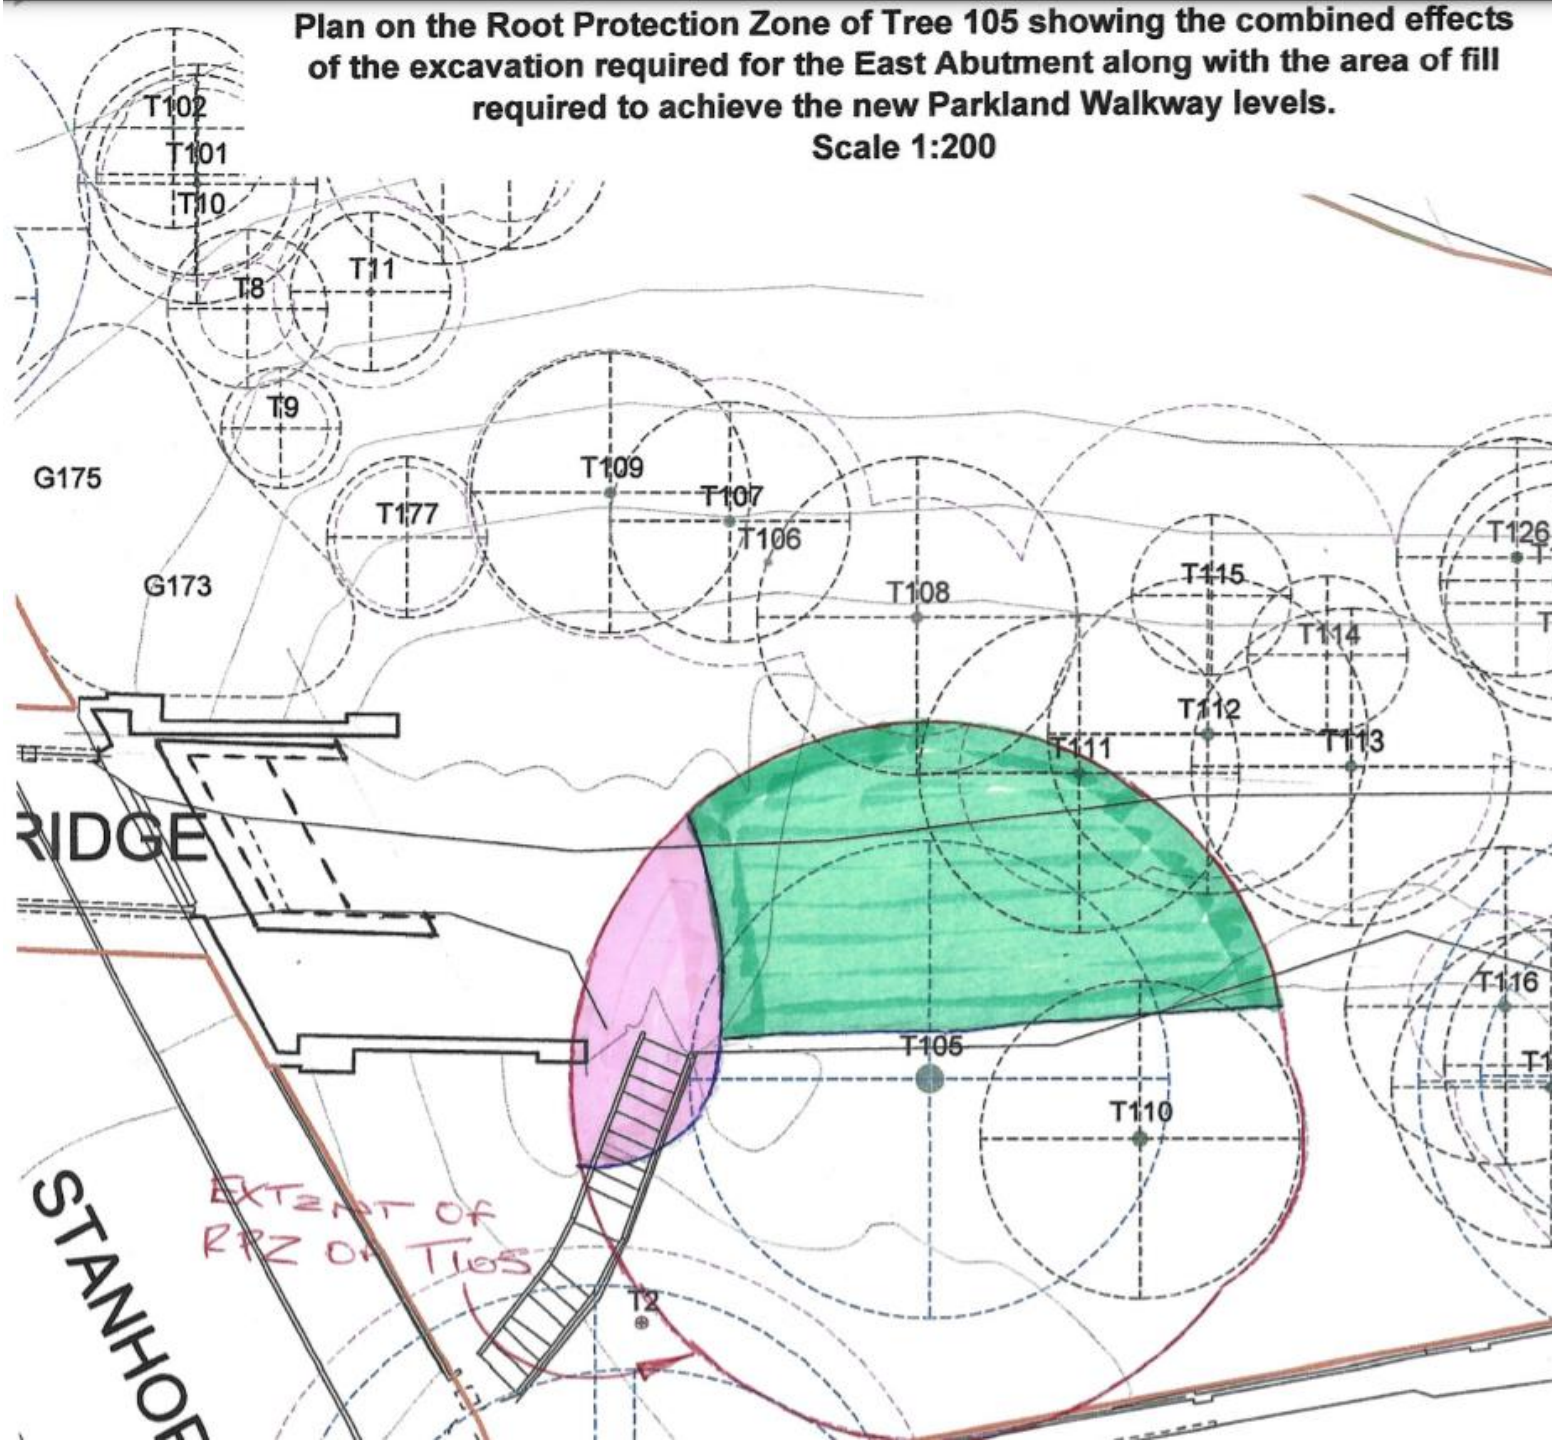 Plan on the Root Protection Zone of Tree 105 showing the combined effects
of the excavation required for the East Abutment along with the area of fill
required to achieve the new Parkland Walkway levels.
Scale 1:200
T102
T101
T10
T8
T11
T9
G175
T109
T107
T177
T106
T126
G173
T108
T115
T114
T112
T111
T113
RIDGE
T116
T105
T110
STANHOP
EXTENT OF
RPZ OF T105
T2